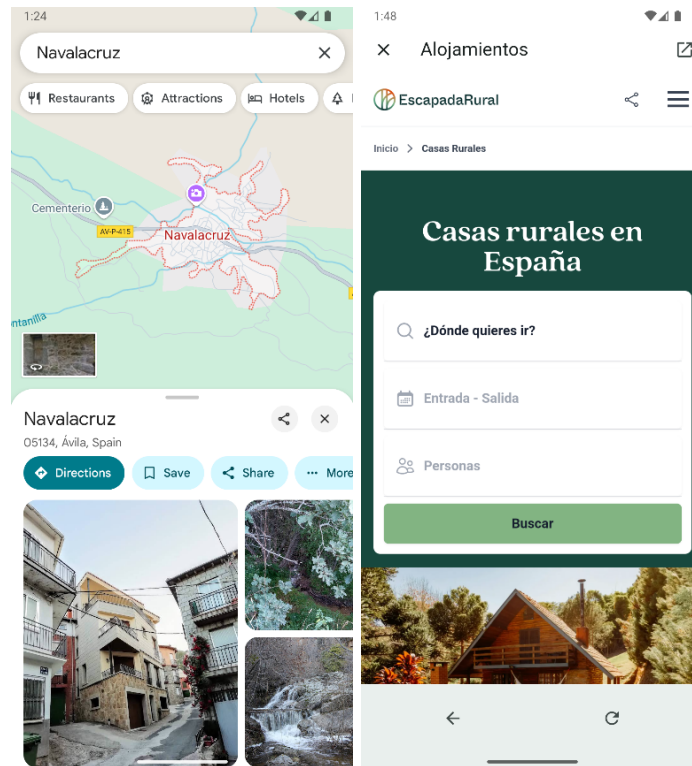 1:24
Navalacruz
Restaurants
Attractions
Hotels
Cementerio
AV-P-415
Navalacruz
ntanilla
Navalacruz
05134, Ávila, Spain
Directions
Save
Share
More
1:48
Alojamientos
EscapadaRural
Inicio > Casas Rurales
Casas rurales en
España
¿Dónde quieres ir?
Entrada - Salida
Personas
Buscar